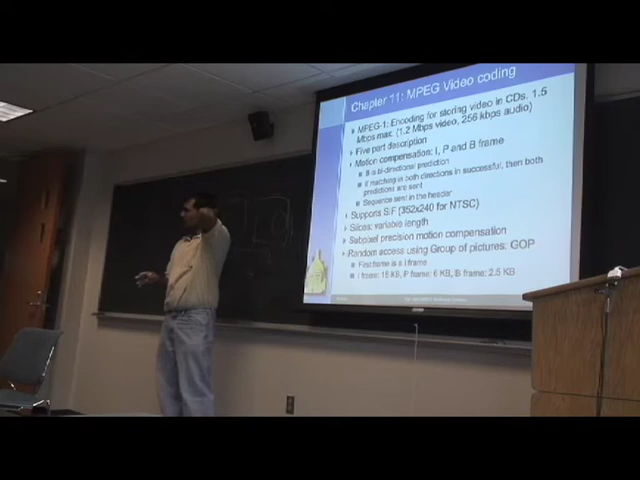 Chapter 11: MPEG Video coding
MPEG-1: Encoding for storing video in CDs. 1.5
Mbps max. (1.2 Mbps video, 256 kbps audio)
Five part description
Motion compensation: I, P and B frame
B is bi-directional prediction
If matching in both directions in successful, then both
predictions are sent
Sequence sent in the header
Supports SIF (352x240 for NTSC)
Slices: variable length
Subpixel precision motion compensation
Random access using Group of pictures: GOP
First frame is a I frame
I frame: 18 KB, P frame: 6 KB, B frame: 2.5 KB